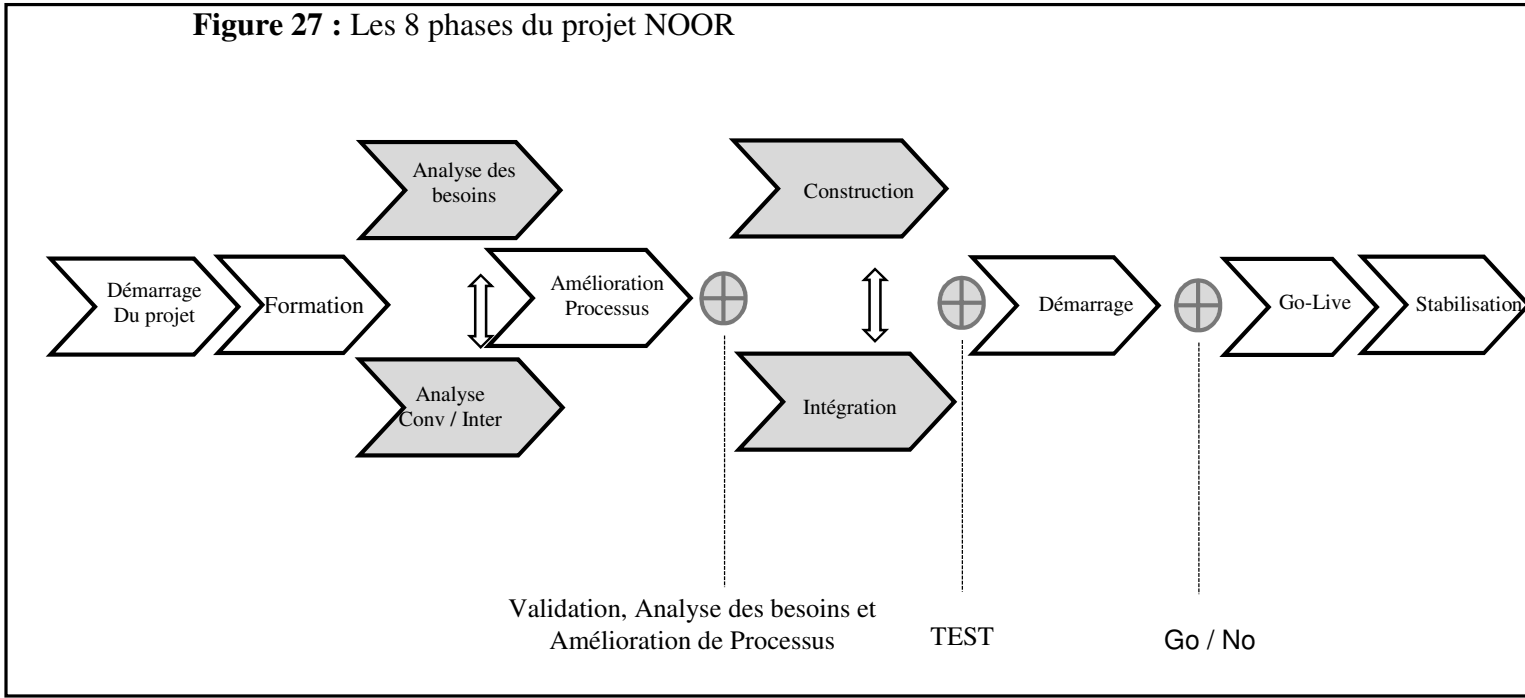 Figure 27 : Les 8 phases du projet NOOR
Analyse des
besoins
Construction
Démarrage
Du projet
Formation
Amélioration
Processus
Démarrage
Go-Live
Stabilisation
Analyse
Conv / Inter
Intégration
Validation, Analyse des besoins et
Amélioration de Processus
TEST
Go / No